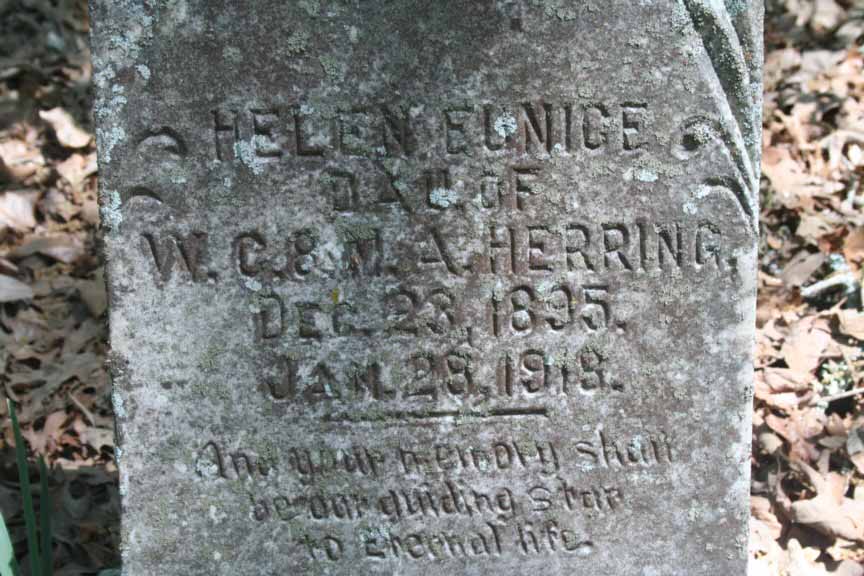 HELEN EUNICE
DAU. OF
W. C. & M. A. HERRING.
DEC. 23, 1895.
JAN. 28, 1918.
And your memory shall
be our guiding star
to eternal life.